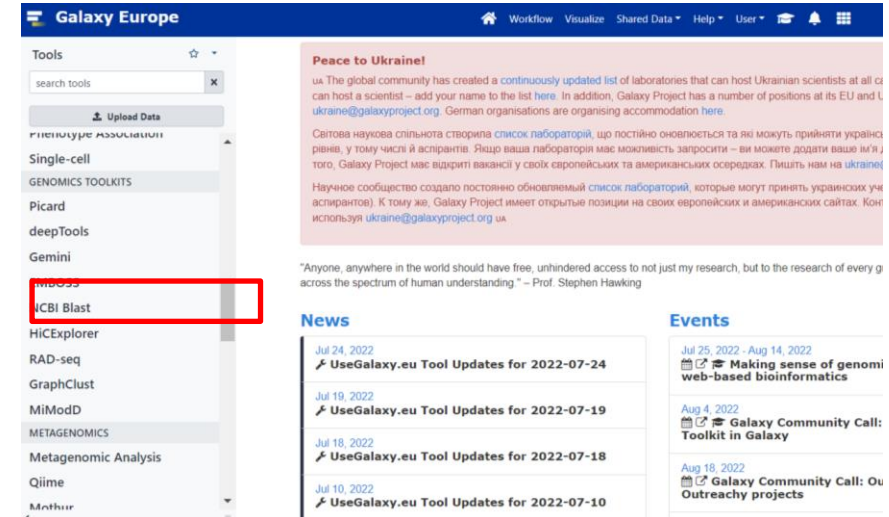 Galaxy Europe
Workflow Visualize Shared Data Help User
Tools
search tools
Upload Data
Phenotype Association
Single-cell
GENOMICS TOOLKITS
Picard
deepTools
Gemini
EMBOSS
NCBI Blast
HiCExplorer
RAD-seq
GraphClust
MiModD
METAGENOMICS
Metagenomic Analysis
Qiime
Mothur
Peace to Ukraine!
UA The global community has created a continuously updated list of laboratories that can host Ukrainian scientists at all ca
can host a scientist – add your name to the list here. In addition, Galaxy Project has a number of positions at its EU and U
ukraine@galaxyproject.org. German organisations are organising accommodation here.
Світова наукова спільнота створила список лабораторій, що постійно оновлюється та які можуть прийняти українсь
рівнів, у тому числі й аспірантів. Якщо ваша лабораторія має можливість запросити – ви можете додати ваше ім'я д
того, Galaxy Project має відкриті вакансії у своїх європейських та американських осередках. Пишіть нам на ukraine@
Научное сообщество создало постоянно обновляемый список лабораторий, которые могут принять украинских уче
аспирантов). К тому же, Galaxy Project имеет открытые позиции на своих европейских и американских сайтах. Конт
используя ukraine@galaxyproject.org UA
"Anyone, anywhere in the world should have free, unhindered access to not just my research, but to the research of every gr
across the spectrum of human understanding." – Prof. Stephen Hawking
News
Jul 24, 2022
UseGalaxy.eu Tool Updates for 2022-07-24
Jul 19, 2022
UseGalaxy.eu Tool Updates for 2022-07-19
Jul 18, 2022
UseGalaxy.eu Tool Updates for 2022-07-18
Jul 10, 2022
UseGalaxy.eu Tool Updates for 2022-07-10
Events
Jul 25, 2022 - Aug 14, 2022
Making sense of genomi
web-based bioinformatics
Aug 4, 2022
Galaxy Community Call:
Toolkit in Galaxy
Aug 18, 2022
Galaxy Community Call: Ou
Outreachy projects